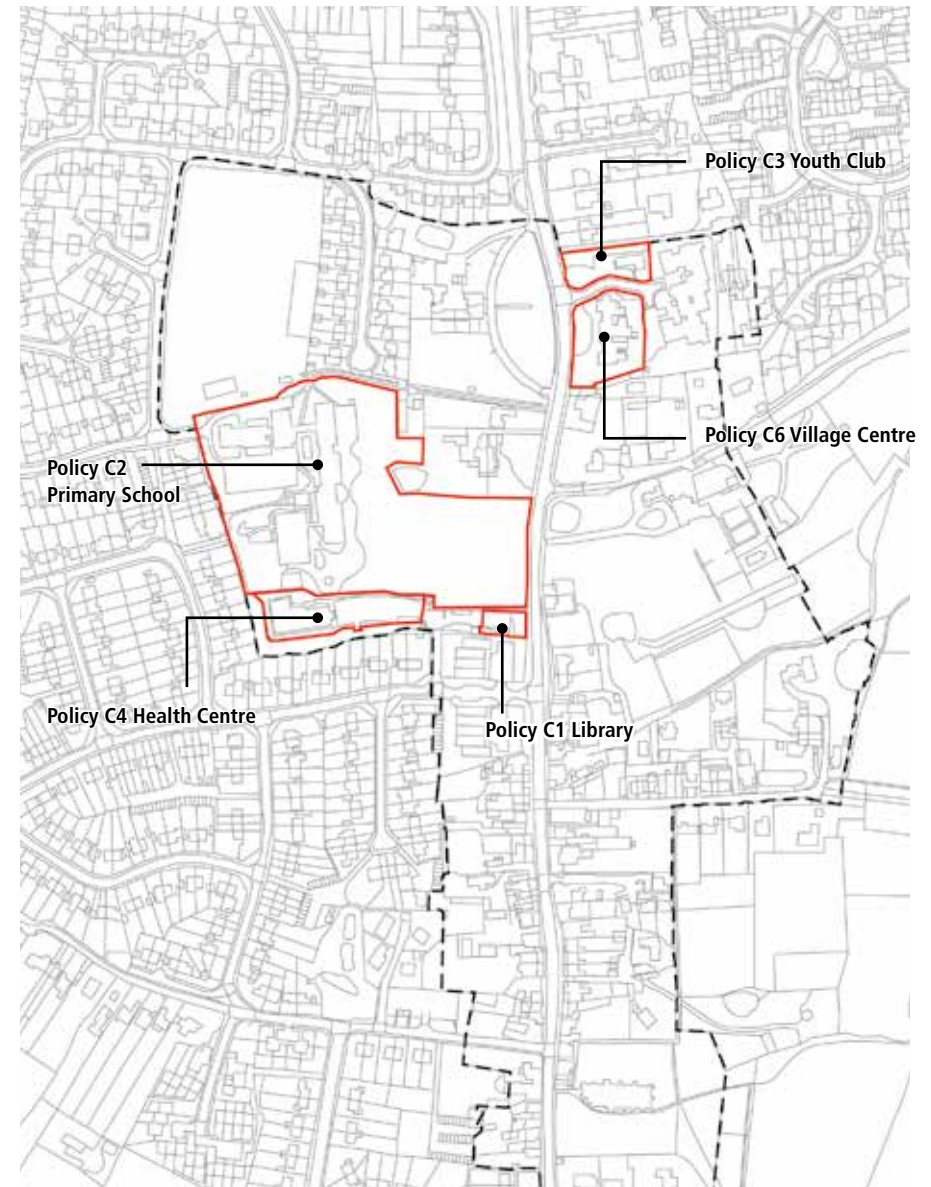 Policy C3 Youth Club
Policy C6 Village Centre
Policy C2
Primary School
Policy C4 Health Centre
Policy C1 Library